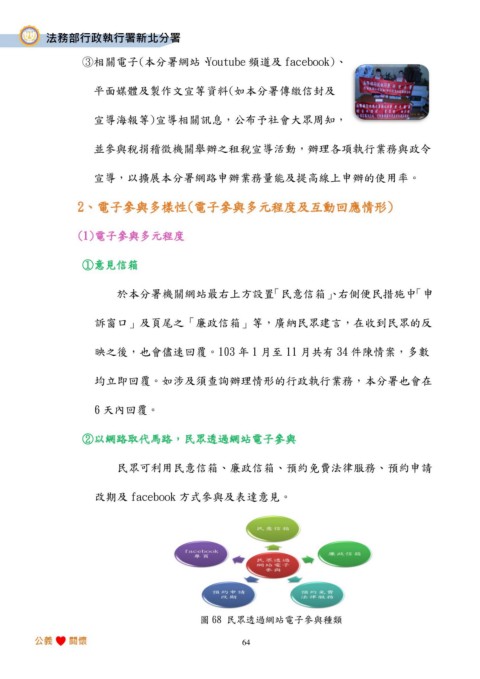 法務部行政執行署新北分署
③相關電子(本分署網站、Youtube 頻道及 facebook)、
平面媒體及製作文宣等資料(如本分署傳繳信封及
宣導海報等)宣導相關訊息，公布予社會大眾周知，
並參與稅捐稽徵機關舉辦之租稅宣導活動，辦理各項執行業務與政令
宣導，以擴展本分署網路申辦業務量能及提高線上申辦的使用率。
2、電子參與多樣性(電子參與多元程度及互動回應情形)
(1)電子參與多元程度
①意見信箱
於本分署機關網站最右上方設置「民意信箱」、右側便民措施中「申
訴窗口」及頁尾之「廉政信箱」等，廣納民眾建言，在收到民眾的反
映之後，也會儘速回覆。103 年 1 月至 11 月共有 34 件陳情案，多數
均立即回覆。如涉及須查詢辦理情形的行政執行業務，本分署也會在
6 天內回覆。
②以網路取代馬路，民眾透過網站電子參與
民眾可利用民意信箱、廉政信箱、預約免費法律服務、預約申請
改期及 facebook 方式參與及表達意見。
民意信箱
facebook
專頁
廉政信箱
民眾透過
網站電子
參與
預約申請
改期
預約免費
法律服務
圖 68 民眾透過網站電子參與種類
公義 關懷
64